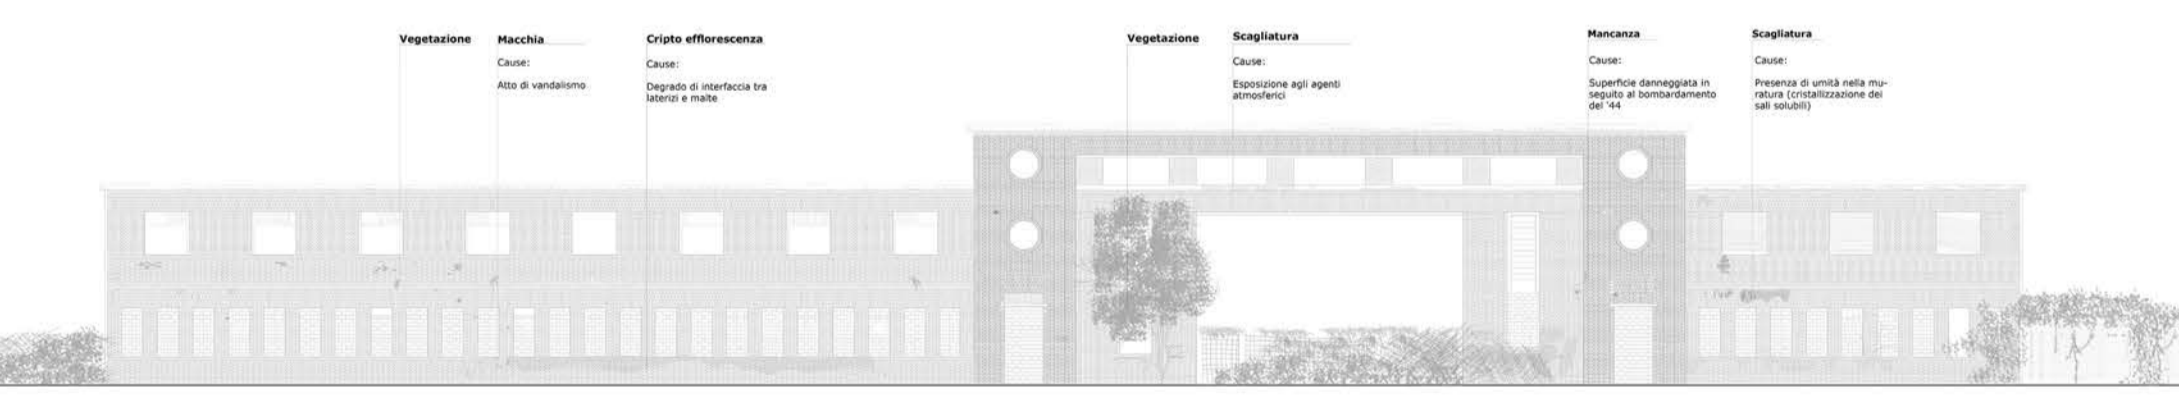 Vegetazione
Macchia
Cause:
Atto di vandalismo
Cripto efflorescenza
Cause:
Degrado di interfaccia tra
laterizi e malte
Vegetazione
Scagliatura
Cause:
Esposizione agli agenti
atmosferici
Mancanza
Cause:
Superficie danneggiata in
seguito al bombardamento
del '44
Scagliatura
Cause:
Presenza di umità nella mu-
ratura (cristallizzazione dei
sali solubili)